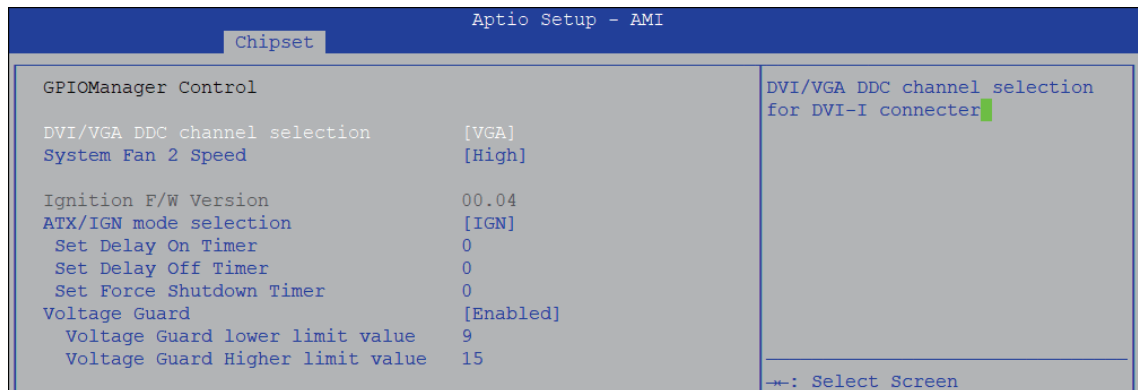 Aptio Setup - AMI
Chipset
GPIOManager Control
DVI/VGA DDC channel selection [VGA]
System Fan 2 Speed [High]
Ignition F/W Version 00.04
ATX/IGN mode selection [IGN]
Set Delay On Timer 0
Set Delay Off Timer 0
Set Force Shutdown Timer 0
Voltage Guard [Enabled]
Voltage Guard lower limit value 9
Voltage Guard Higher limit value 15
DVI/VGA DDC channel selection
for DVI-I connecter
→←: Select Screen